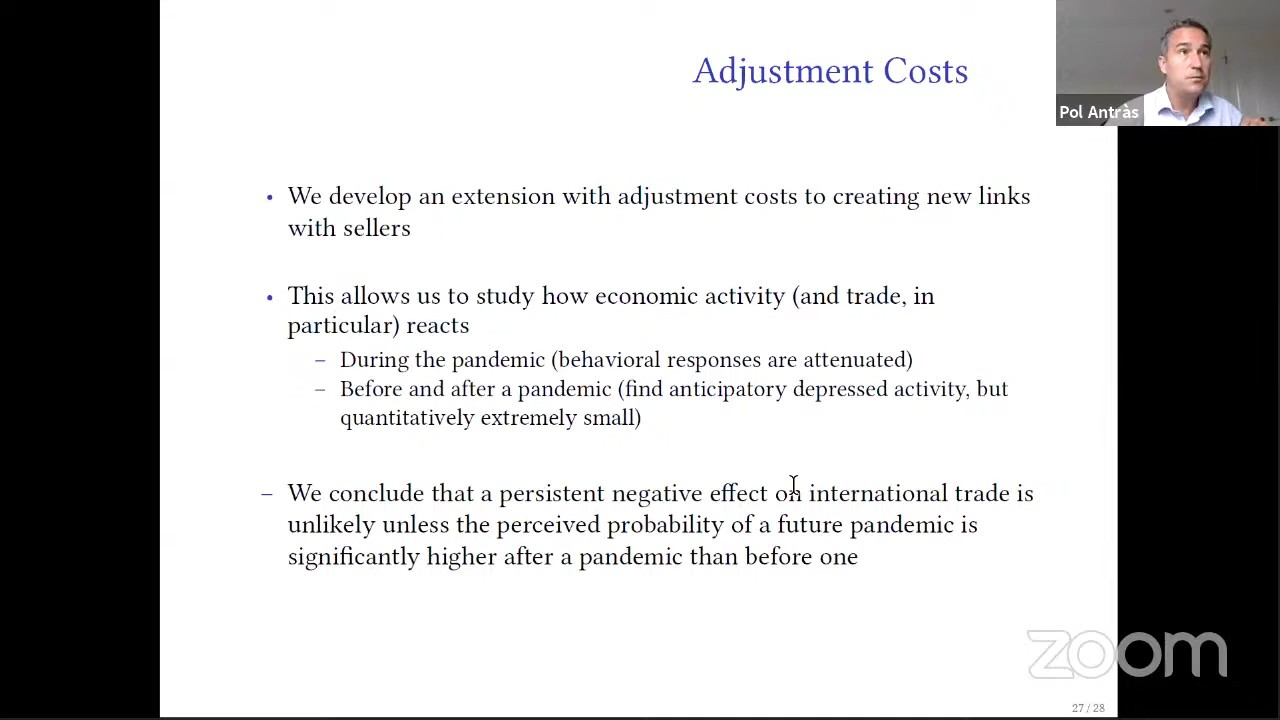 Adjustment Costs
Pol Antràs
• We develop an extension with adjustment costs to creating new links
with sellers
• This allows us to study how economic activity (and trade, in
particular) reacts
– During the pandemic (behavioral responses are attenuated)
– Before and after a pandemic (find anticipatory depressed activity, but
quantitatively extremely small)
– We conclude that a persistent negative effect on international trade is
unlikely unless the perceived probability of a future pandemic is
significantly higher after a pandemic than before one
zoom
27 / 28